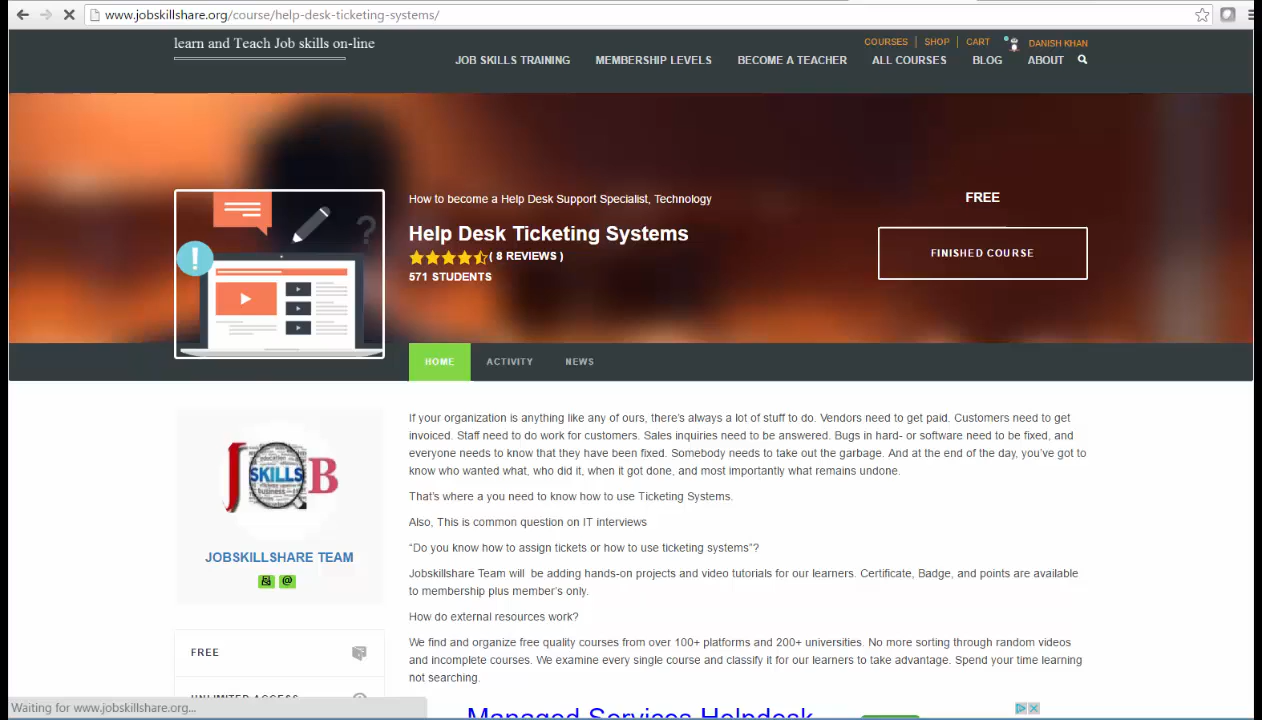 www.jobskillshare.org/course/help-desk-ticketing-systems/
learn and Teach Job skills on-line
COURSES | SHOP | CART DANISH KHAN
JOB SKILLS TRAINING MEMBERSHIP LEVELS BECOME A TEACHER ALL COURSES BLOG ABOUT
How to become a Help Desk Support Specialist, Technology
FREE
Help Desk Ticketing Systems
( 8 REVIEWS )
FINISHED COURSE
571 STUDENTS
HOME ACTIVITY NEWS
If your organization is anything like any of ours, there's always a lot of stuff to do. Vendors need to get paid. Customers need to get
invoiced. Staff need to do work for customers. Sales inquiries need to be answered. Bugs in hard- or software need to be fixed, and
everyone needs to know that they have been fixed. Somebody needs to take out the garbage. And at the end of the day, you've got to
know who wanted what, who did it, when it got done, and most importantly what remains undone.
That's where a you need to know how to use Ticketing Systems.
Also, This is common question on IT interviews
"Do you know how to assign tickets or how to use ticketing systems"?
Jobskillshare Team will be adding hands-on projects and video tutorials for our learners. Certificate, Badge, and points are available
to membership plus member's only.
How do external resources work?
We find and organize free quality courses from over 100+ platforms and 200+ universities. No more sorting through random videos
and incomplete courses. We examine every single course and classify it for our learners to take advantage. Spend your time learning
not searching.
JOB
SKILLS
JOBSKILLSHARE TEAM
FREE
UNLIMITED ACCESS
Managed Services Helpdesk
Waiting for www.jobskillshare.org...